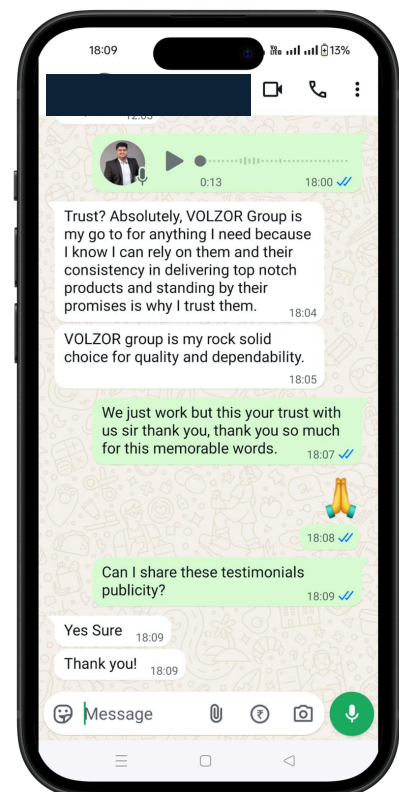 18:09
13%
12:03
0:13
18:00
Trust? Absolutely, VOLZOR Group is
my go to for anything I need because
I know I can rely on them and their
consistency in delivering top notch
products and standing by their
promises is why I trust them.
18:04
VOLZOR group is my rock solid
choice for quality and dependability.
18:05
We just work but this your trust with
us sir thank you, thank you so much
for this memorable words.
18:07
18:08
Can I share these testimonials
publicity?
18:09
Yes Sure 18:09
Thank you! 18:09
Message
₹